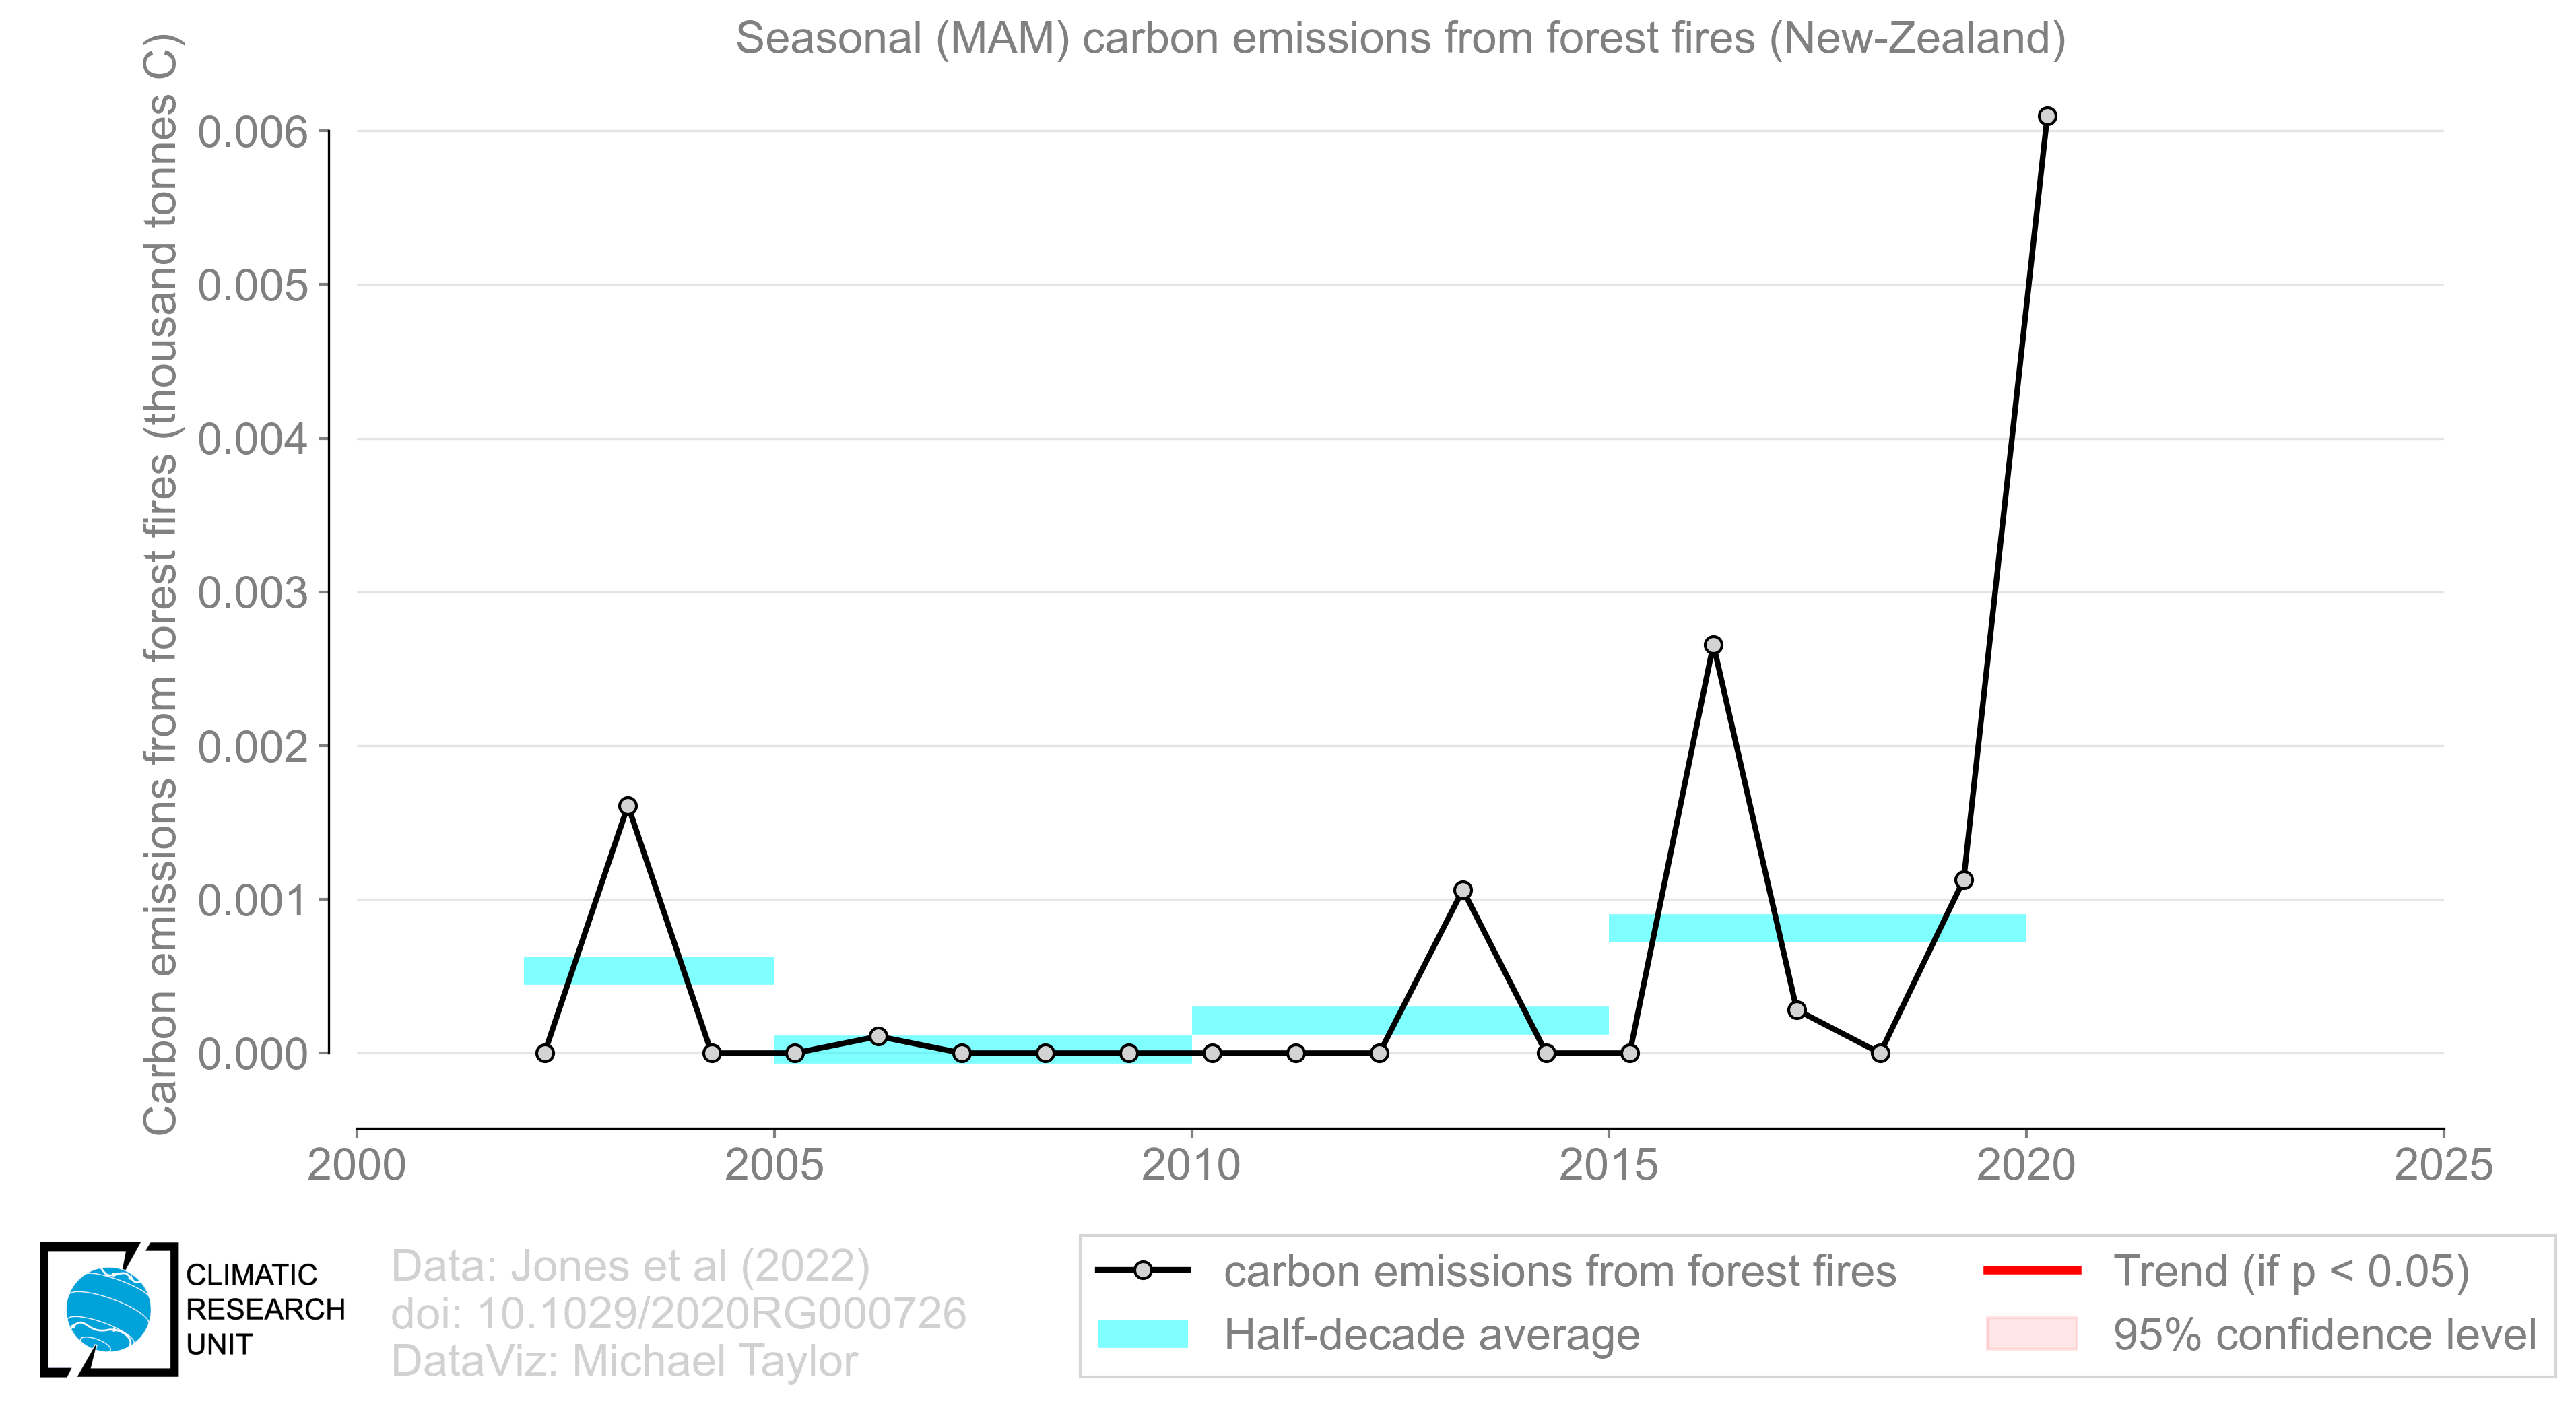 Seasonal (MAM) carbon emissions from forest fires (New-Zealand)
Carbon emissions from forest fires (thousand tonnes C)
0.006
0.005
0.004
0.003
0.002
0.001
0.000
2000
2005
2010
2015
2020
2025
CLIMATIC
RESEARCH
UNIT
Data: Jones et al (2022)
doi: 10.1029/2020RG000726
DataViz: Michael Taylor
carbon emissions from forest fires
Half-decade average
Trend (if p < 0.05)
95% confidence level